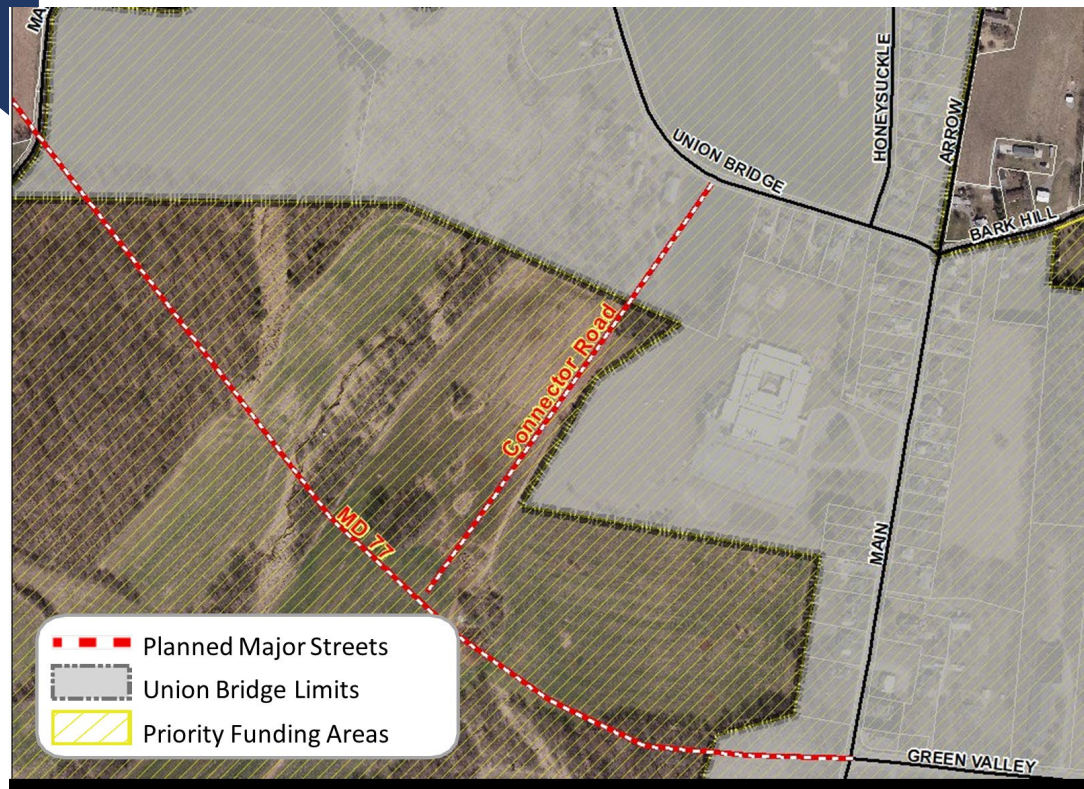 MA
HONEYSUCKLE
ARROW
UNION BRIDGE
BARK HILL
Connector Road
MD 77
MAIN
GREEN VALLEY
Planned Major Streets
Union Bridge Limits
Priority Funding Areas